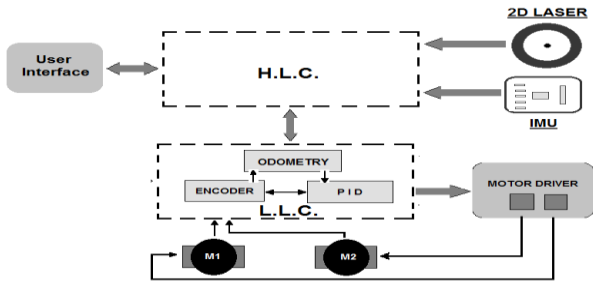 2D LASER
User
Interface
H.L.C.
IMU
ODOMETRY
ENCODER
PID
L.L.C.
MOTOR DRIVER
M1
M2